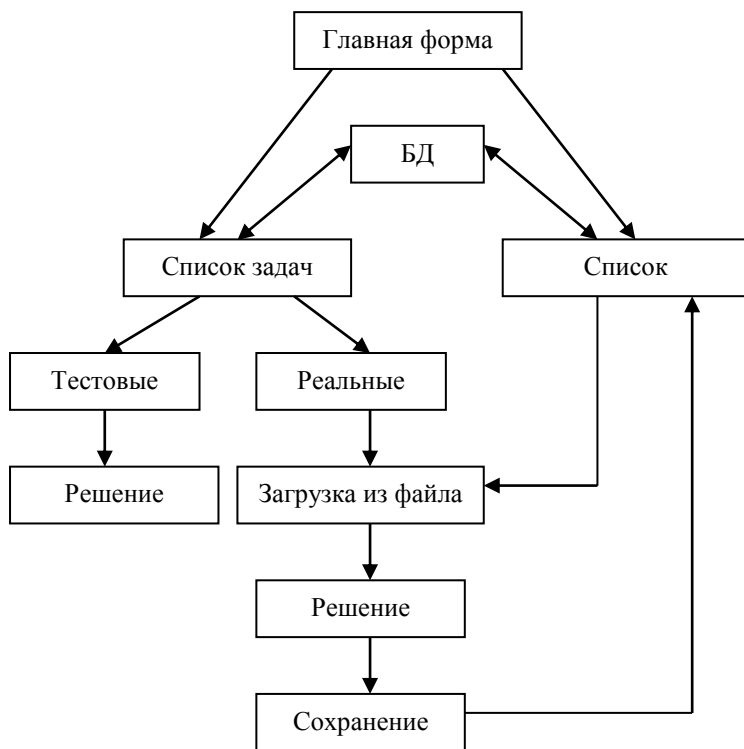 Главная форма
БД
Список задач
Список
Тестовые
Реальные
Решение
Загрузка из файла
Решение
Сохранение